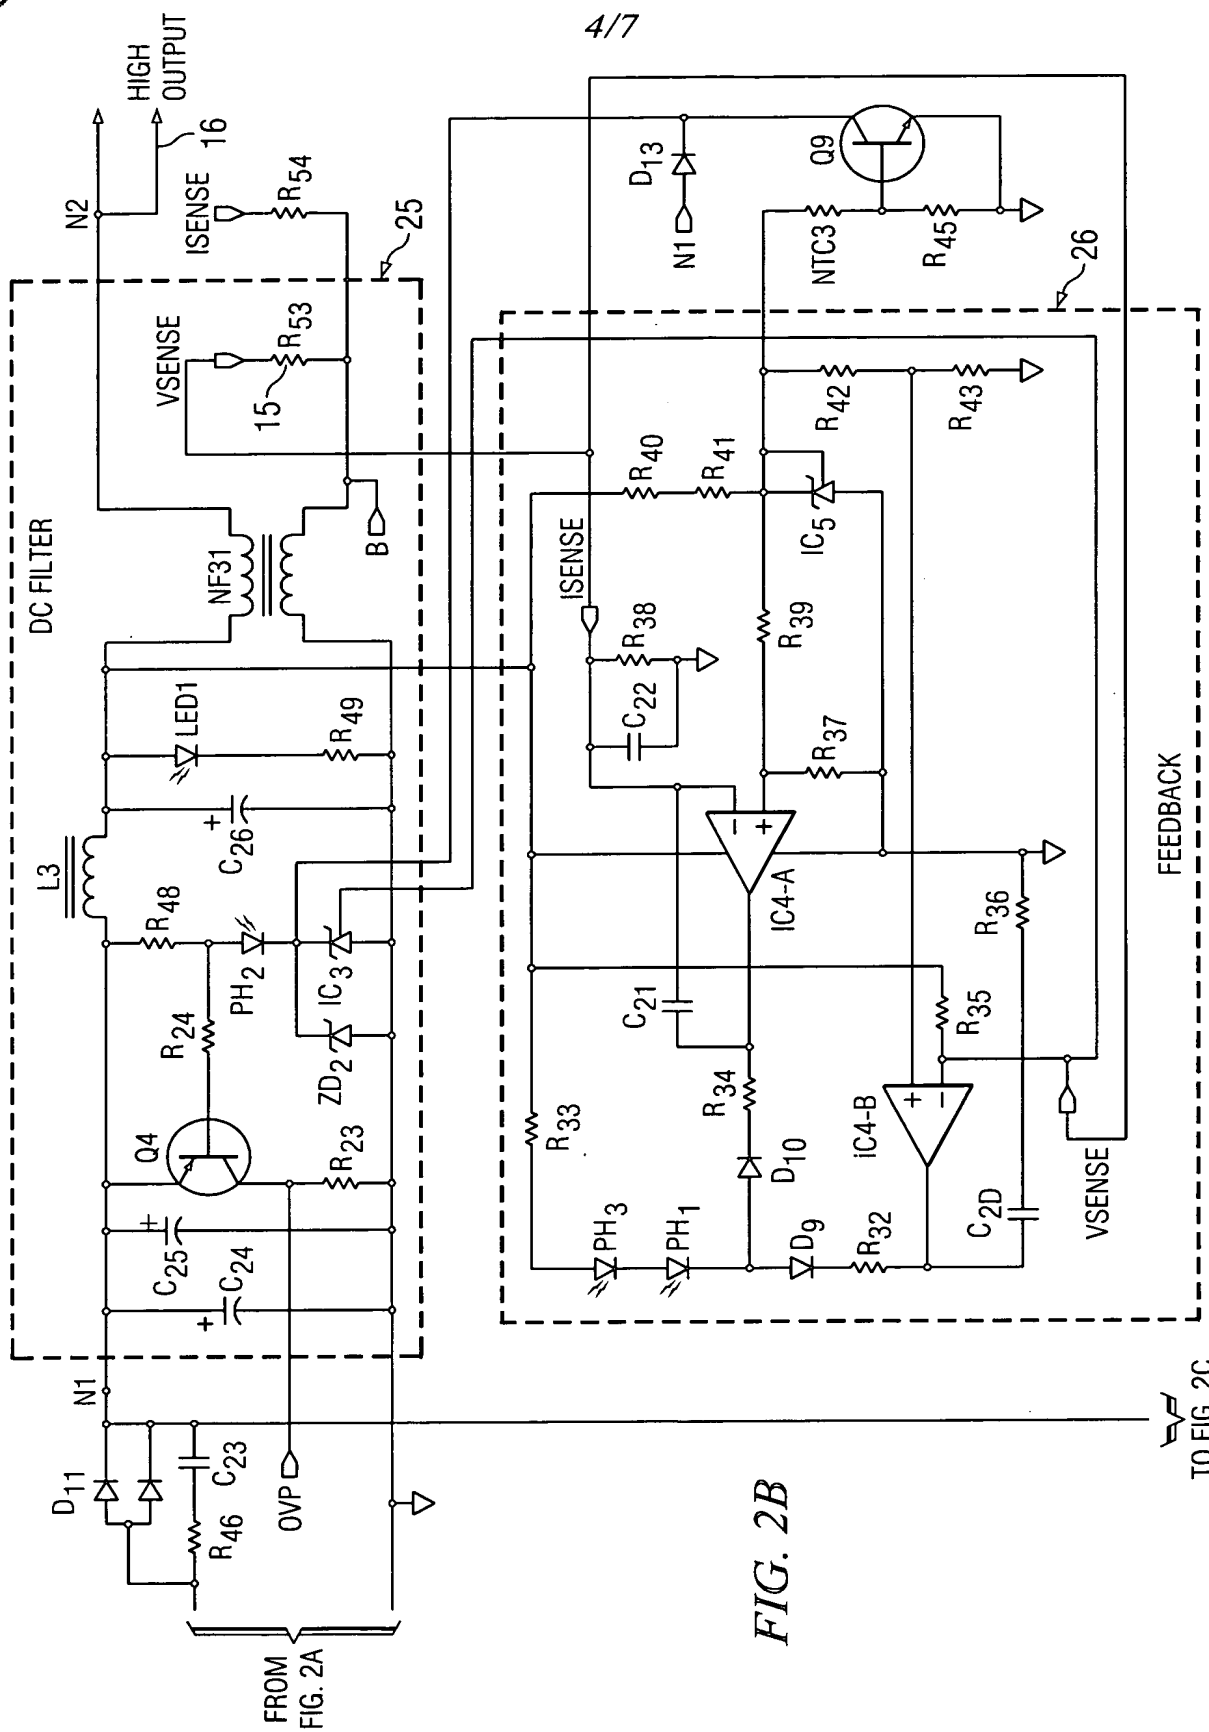 4/7
HIGH
OUTPUT
16
N2
ISENSE
R54
25
DC FILTER
VSENSE
R53
15
NF31
B
L3
LED1
R49
C26
R48
PH2
IC3
R24
ZD2
Q4
R23
C25
C24
N1
D11
C23
R46
OVP
FROM
FIG. 2A
D13
N1
Q9
NTC3
R45
26
R42
R43
R40
R41
IC5
ISENSE
R38
C22
R39
R37
FEEDBACK
IC4-A
R36
C21
R35
R34
R33
iC4-B
D10
PH3
PH1
D9
R32
C2D
VSENSE
TO FIG. 2C
FIG. 2B
+
+
+
−
+
+
−